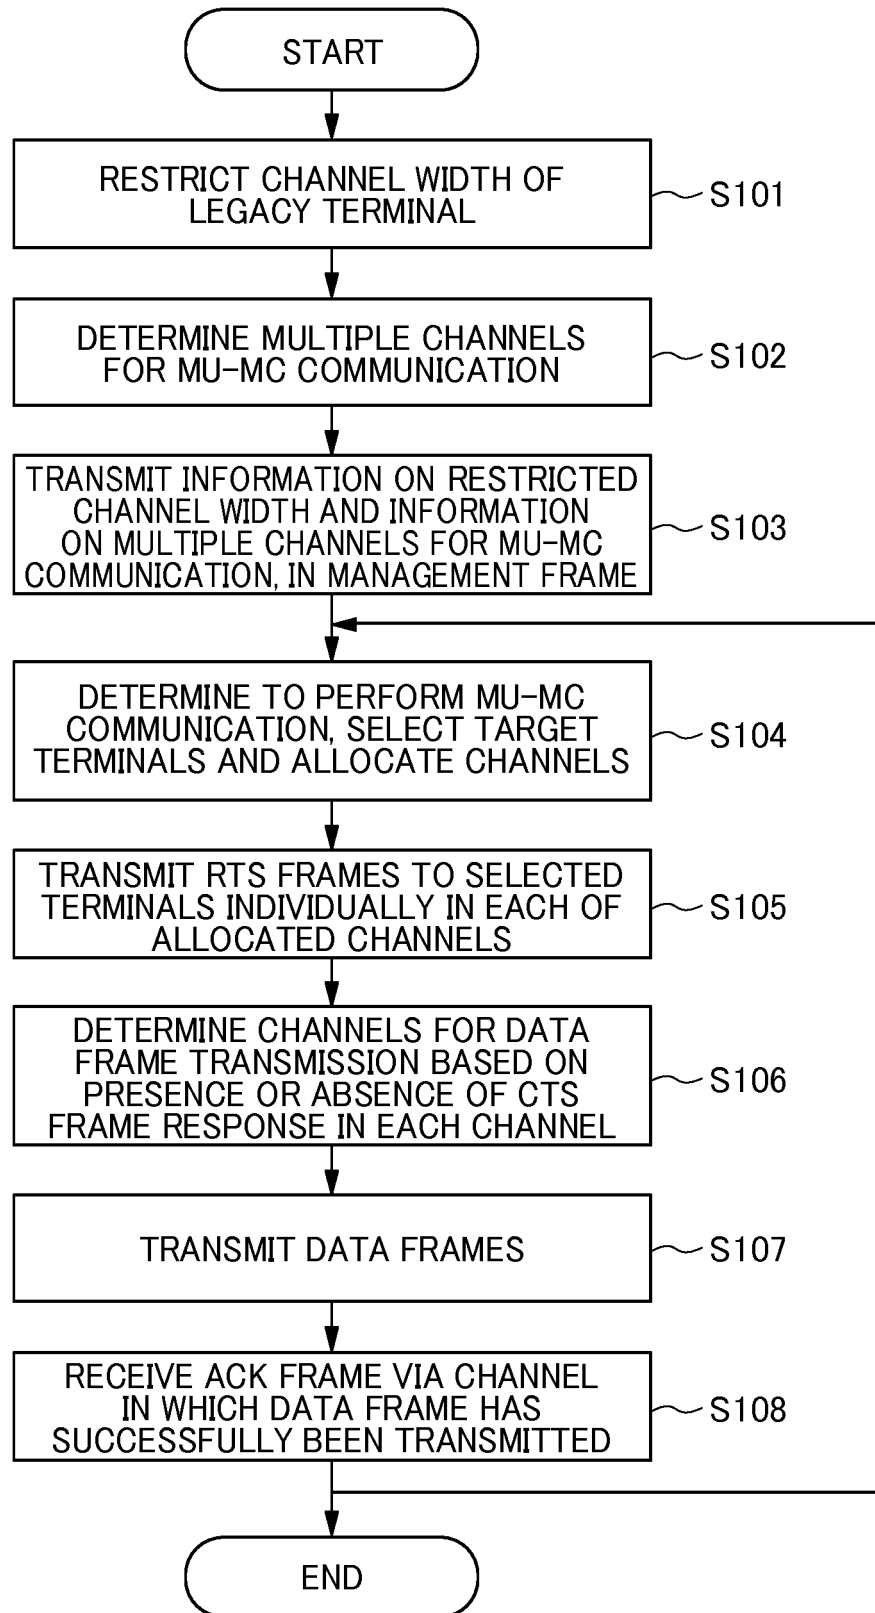 START
RESTRICT CHANNEL WIDTH OF
LEGACY TERMINAL
S101
DETERMINE MULTIPLE CHANNELS
FOR MU-MC COMMUNICATION
S102
TRANSMIT INFORMATION ON RESTRICTED
CHANNEL WIDTH AND INFORMATION
ON MULTIPLE CHANNELS FOR MU-MC
COMMUNICATION, IN MANAGEMENT FRAME
S103
DETERMINE TO PERFORM MU-MC
COMMUNICATION, SELECT TARGET
TERMINALS AND ALLOCATE CHANNELS
S104
TRANSMIT RTS FRAMES TO SELECTED
TERMINALS INDIVIDUALLY IN EACH OF
ALLOCATED CHANNELS
S105
DETERMINE CHANNELS FOR DATA
FRAME TRANSMISSION BASED ON
PRESENCE OR ABSENCE OF CTS
FRAME RESPONSE IN EACH CHANNEL
S106
TRANSMIT DATA FRAMES
S107
RECEIVE ACK FRAME VIA CHANNEL
IN WHICH DATA FRAME HAS
SUCCESSFULLY BEEN TRANSMITTED
S108
END